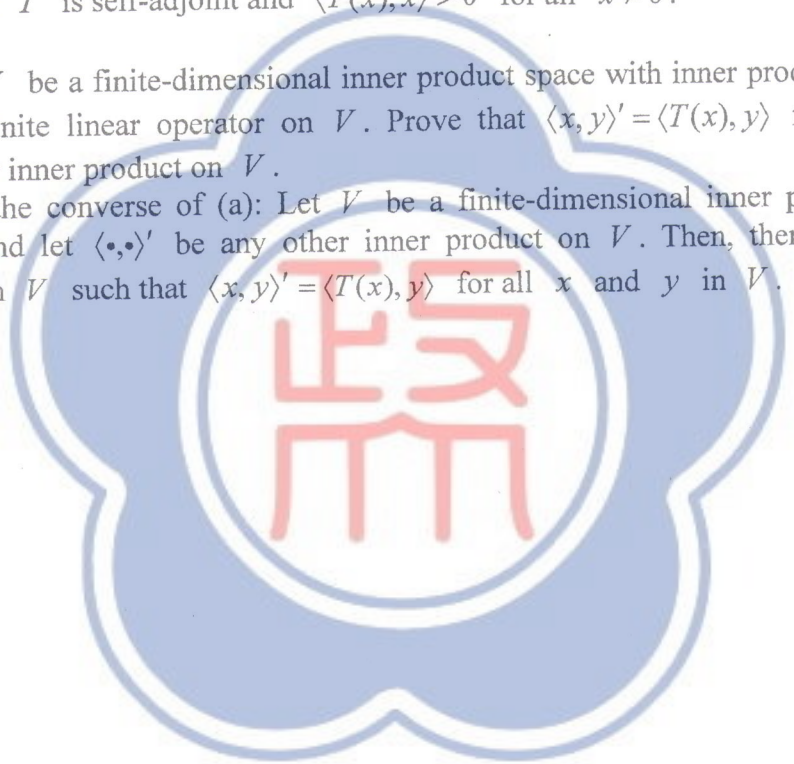 T is self-adjoint and ⟨T(x), x⟩ > 0 for all x ≠ 0.
be a finite-dimensional inner product space with inner
nite linear operator on V. Prove that ⟨x, y⟩′ = ⟨T(x), y⟩
inner product on V.
he converse of (a): Let V be a finite-dimensional inner
nd let ⟨•,•⟩′ be any other inner product on V. Then,
V such that ⟨x, y⟩′ = ⟨T(x), y⟩ for all x and y in V.
政
大